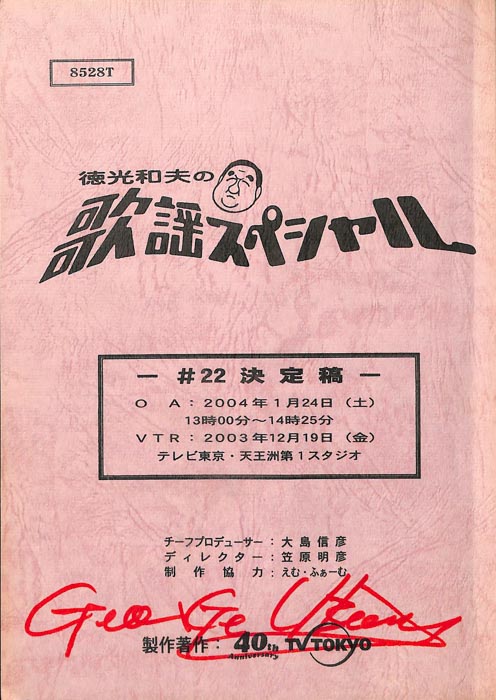 8528T
徳光和夫の
歌謡スペシャル
― #22 決定稿 ―
O A：2004年1月24日（土）
13時00分～14時25分
VTR：2003年12月19日（金）
テレビ東京・天王洲第1スタジオ
チーフプロデューサー：大島信彦
ディレクター：笠原明彦
制作協力：えむ・ふぁーむ
製作著作：40th Anniversary TV TOKYO